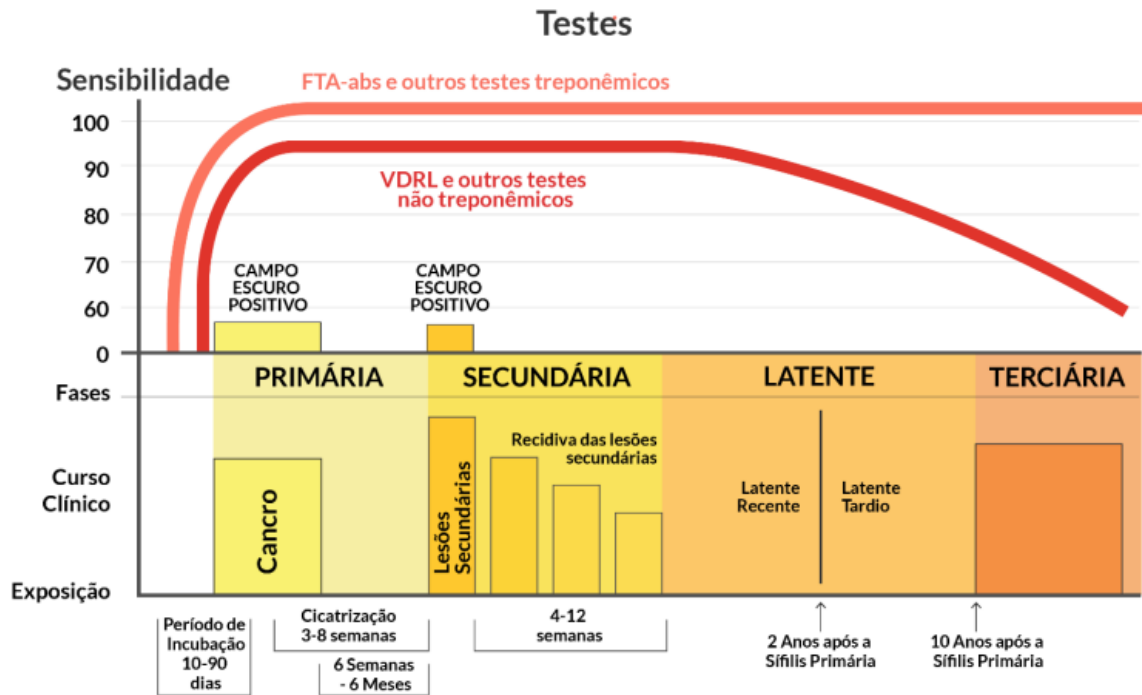 Testes
Sensibilidade
FTA-abs e outros testes treponêmicos
100
90
80
70
60
0
VDRL e outros testes
não treponêmicos
CAMPO
ESCURO
POSITIVO
CAMPO
ESCURO
POSITIVO
Fases
PRIMÁRIA
SECUNDÁRIA
LATENTE
TERCIÁRIA
Curso
Clínico
Cancro
Lesões
Secundárias
Recidiva das lesões
secundárias
Latente
Recente
Latente
Tardio
Exposição
Período de
Incubação
10-90
dias
Cicatrização
3-8 semanas
6 Semanas
- 6 Meses
4-12
semanas
2 Anos após a
Sífilis Primária
10 Anos após a
Sífilis Primária